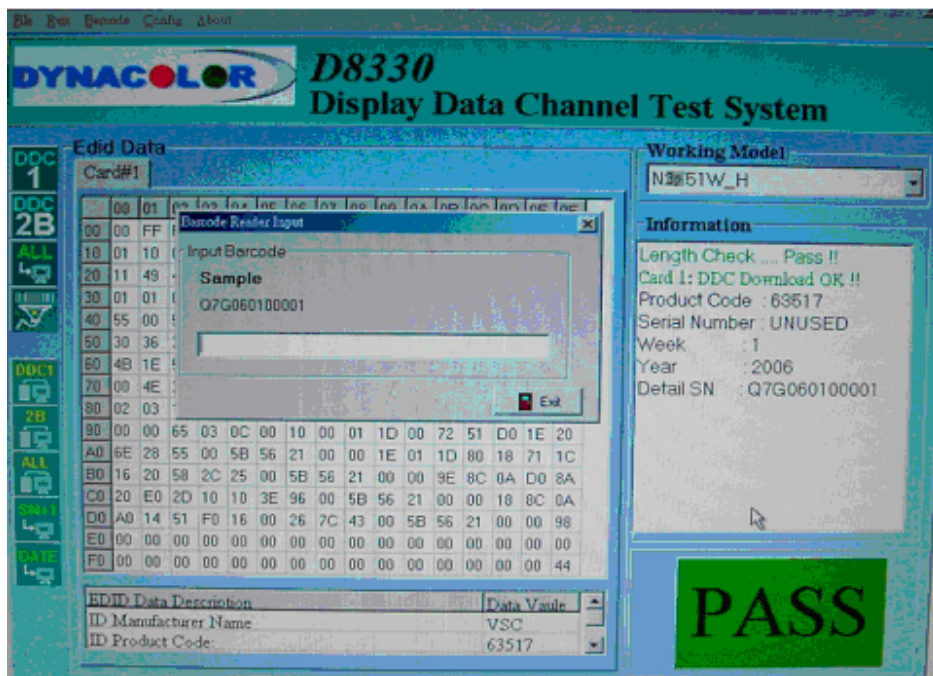 File Run Barcode Config About
DYNACOLOR
D8330
Display Data Channel Test System
DDC
1
DDC
2B
ALL
DDC1
2B
ALL
SN+1
DATE
Edid Data
Card#1
00 01
00 00 FF
10 01 10
20 11 49
30 01 01
40 55 00
50 30 36
60 4B 1E
70 00 4E
80 02 03
90 00 00 65 03 0C 00 10 00 01 1D 00 72 51 D0 1E 20
A0 6E 28 55 00 5B 56 21 00 00 1E 01 1D 80 18 71 1C
B0 16 20 58 2C 25 00 5B 56 21 00 00 9E 8C 0A D0 8A
C0 20 E0 2D 10 10 3E 96 00 5B 56 21 00 00 18 8C 0A
D0 A0 14 51 F0 16 00 26 7C 43 00 5B 56 21 00 00 98
E0 00 00 00 00 00 00 00 00 00 00 00 00 00 00 00 00
F0 00 00 00 00 00 00 00 00 00 00 00 00 00 00 00 44
Barcode Reader Input
Input Barcode
Sample
Q7G060100001
Exit
EDID Data Description Data Vaule
ID Manufacturer Name VSC
ID Product Code: 63517
Working Model
51W_H
Information
Length Check .... Pass !!
Card 1: DDC Download OK !!
Product Code : 63517
Serial Number : UNUSED
Week : 1
Year : 2006
Detail SN : Q7G060100001
PASS